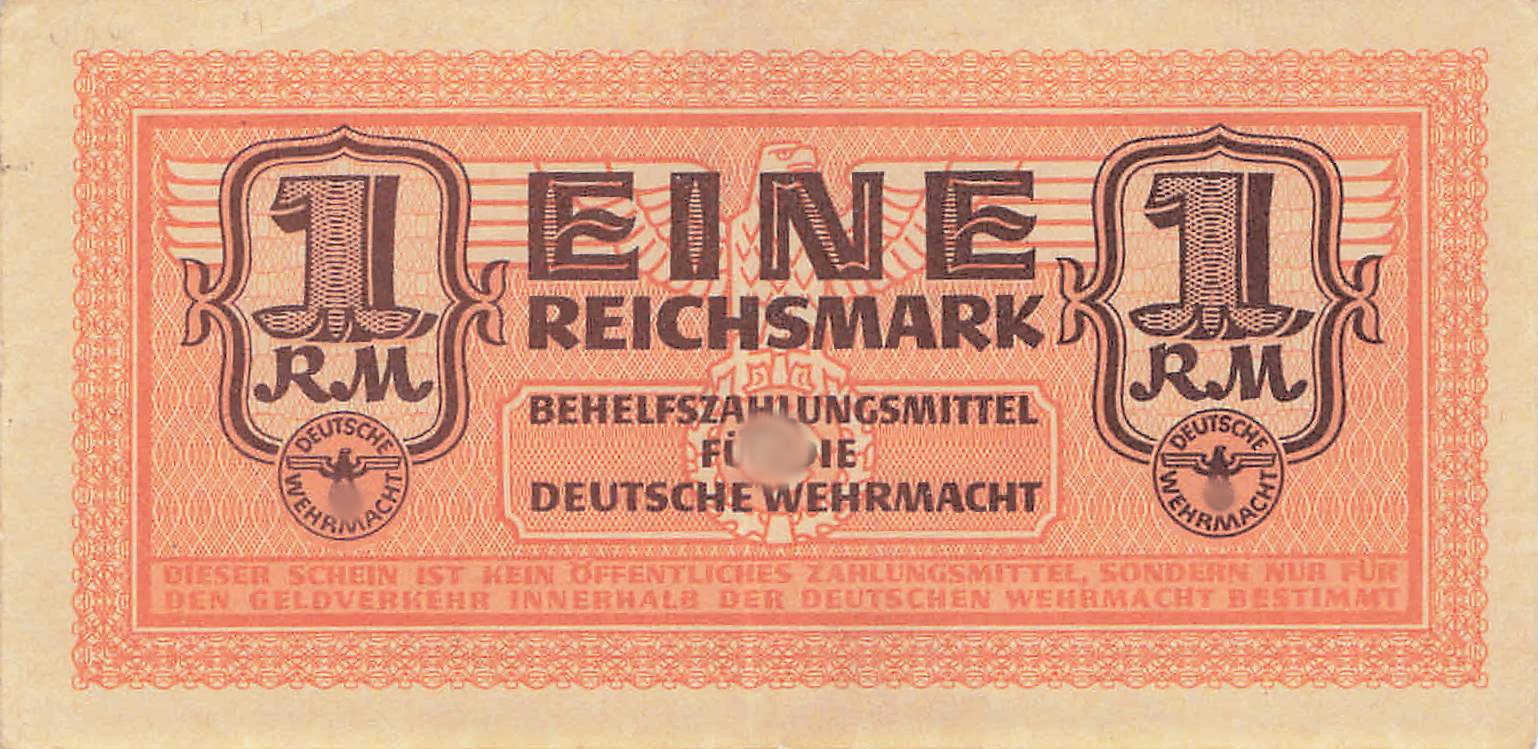 1 EINE 1
REICHSMARK
RM RM
BEHELFSZAHLUNGSMITTEL
DEUTSCHE WEHRMACHT
DEUTSCHE WEHRMACHT
DEUTSCHE WEHRMACHT
DIESER SCHEIN IST KEIN ÖFFENTLICHES ZAHLUNGSMITTEL, SONDERN NUR FÜR
DEN GELDVERKEHR INNERHALB DER DEUTSCHEN WEHRMACHT BESTIMMT